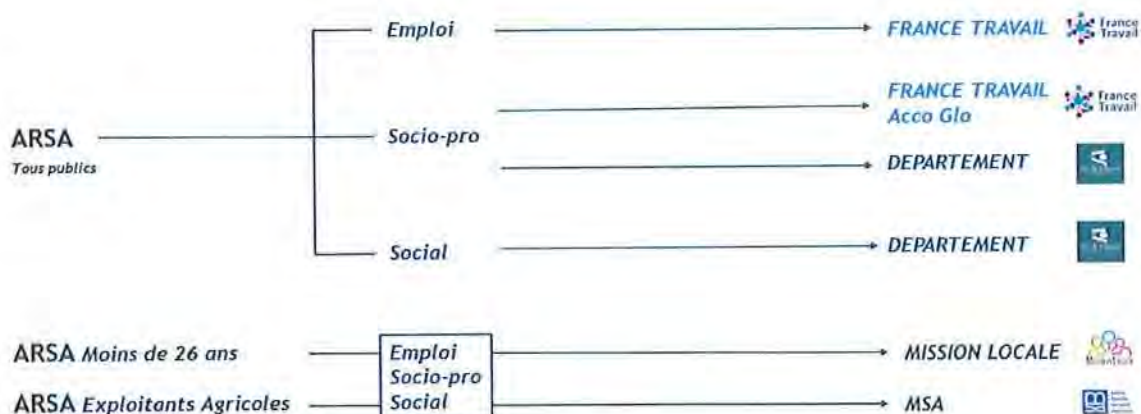 Emploi
FRANCE TRAVAIL
France
Travail
FRANCE TRAVAIL
Acco Glo
France
Travail
ARSA
Tous publics
Socio-pro
DEPARTEMENT
Social
DEPARTEMENT
ARSA Moins de 26 ans
Emploi
Socio-pro
Social
MISSION LOCALE
ARSA Exploitants Agricoles
MSA